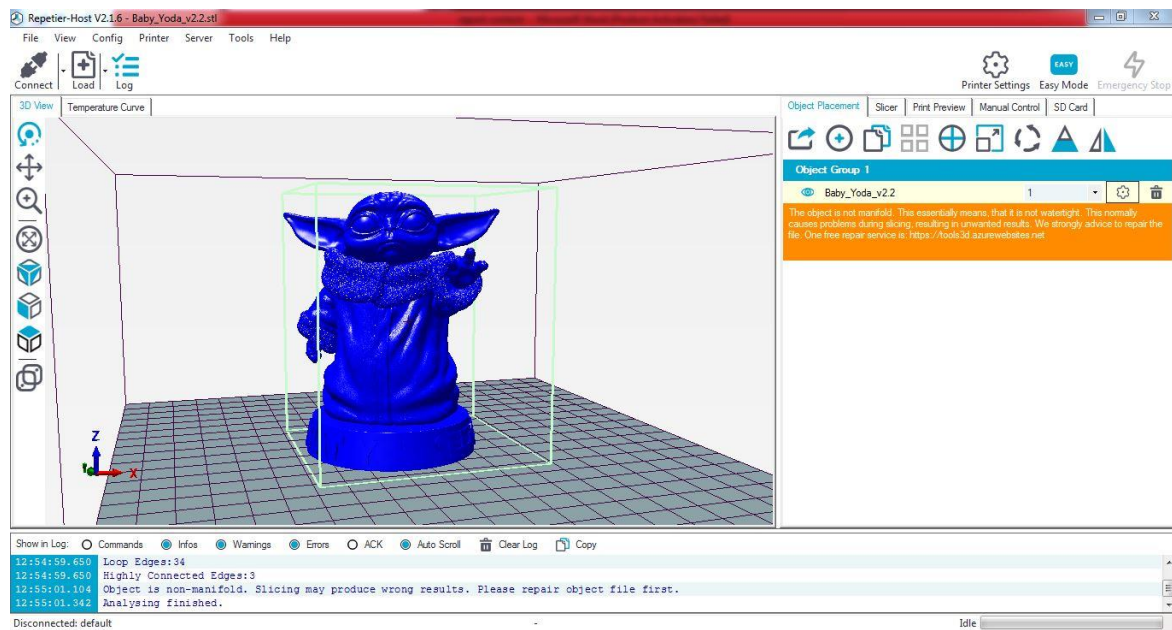 Repetier-Host V2.1.6 - Baby_Yoda_v2.2.stl
File View Config Printer Server Tools Help
Connect Load Log
Printer Settings Easy Mode Emergency Stop
EASY
3D View Temperature Curve
Object Placement Slicer Print Preview Manual Control SD Card
Object Group 1
Baby_Yoda_v2.2 1
The object is not manifold. This essentially means, that it is not watertight. This normally
causes problems during slicing, resulting in unwanted results. We strongly advice to repair the
file. One free repair service is: https://tools3d.azurewebsites.net
Z
Y
X
Show in Log: Commands Infos Warnings Errors ACK Auto Scroll Clear Log Copy
12:54:59.650 Loop Edges:34
12:54:59.650 Highly Connected Edges:3
12:55:01.104 Object is non-manifold. Slicing may produce wrong results. Please repair object file first.
12:55:01.342 Analysing finished.
Disconnected: default - Idle